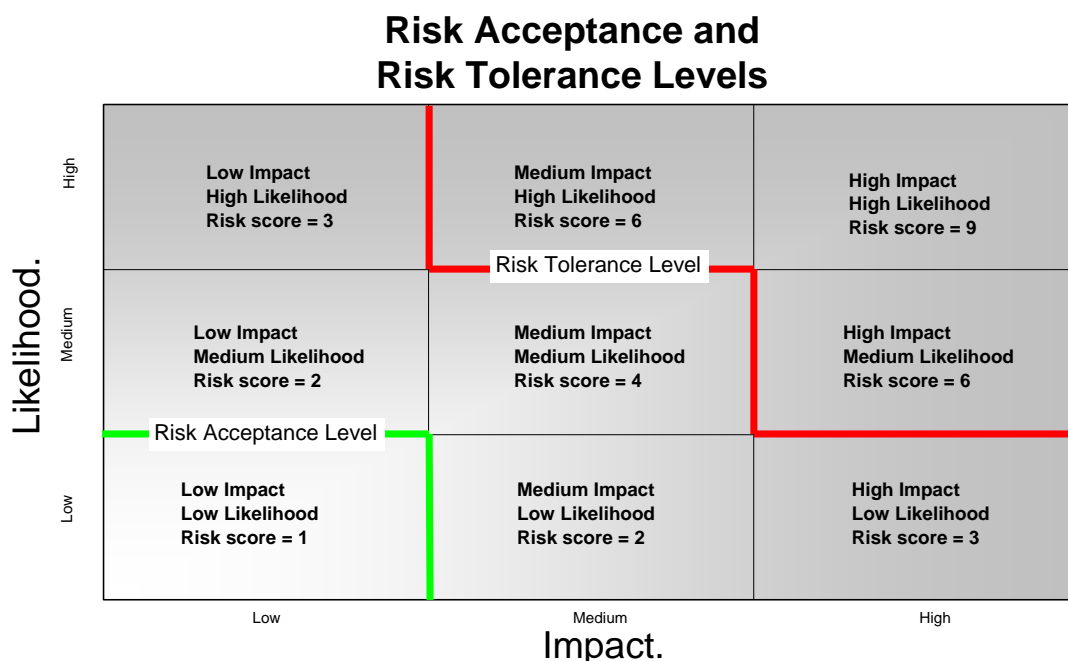 Risk Acceptance and
Risk Tolerance Levels
High
Low Impact
High Likelihood
Risk score = 3
Medium Impact
High Likelihood
Risk score = 6
High Impact
High Likelihood
Risk score = 9
Risk Tolerance Level
Likelihood.
Medium
Low Impact
Medium Likelihood
Risk score = 2
Medium Impact
Medium Likelihood
Risk score = 4
High Impact
Medium Likelihood
Risk score = 6
Risk Acceptance Level
Low
Low Impact
Low Likelihood
Risk score = 1
Medium Impact
Low Likelihood
Risk score = 2
High Impact
Low Likelihood
Risk score = 3
Low
Medium
High
Impact.